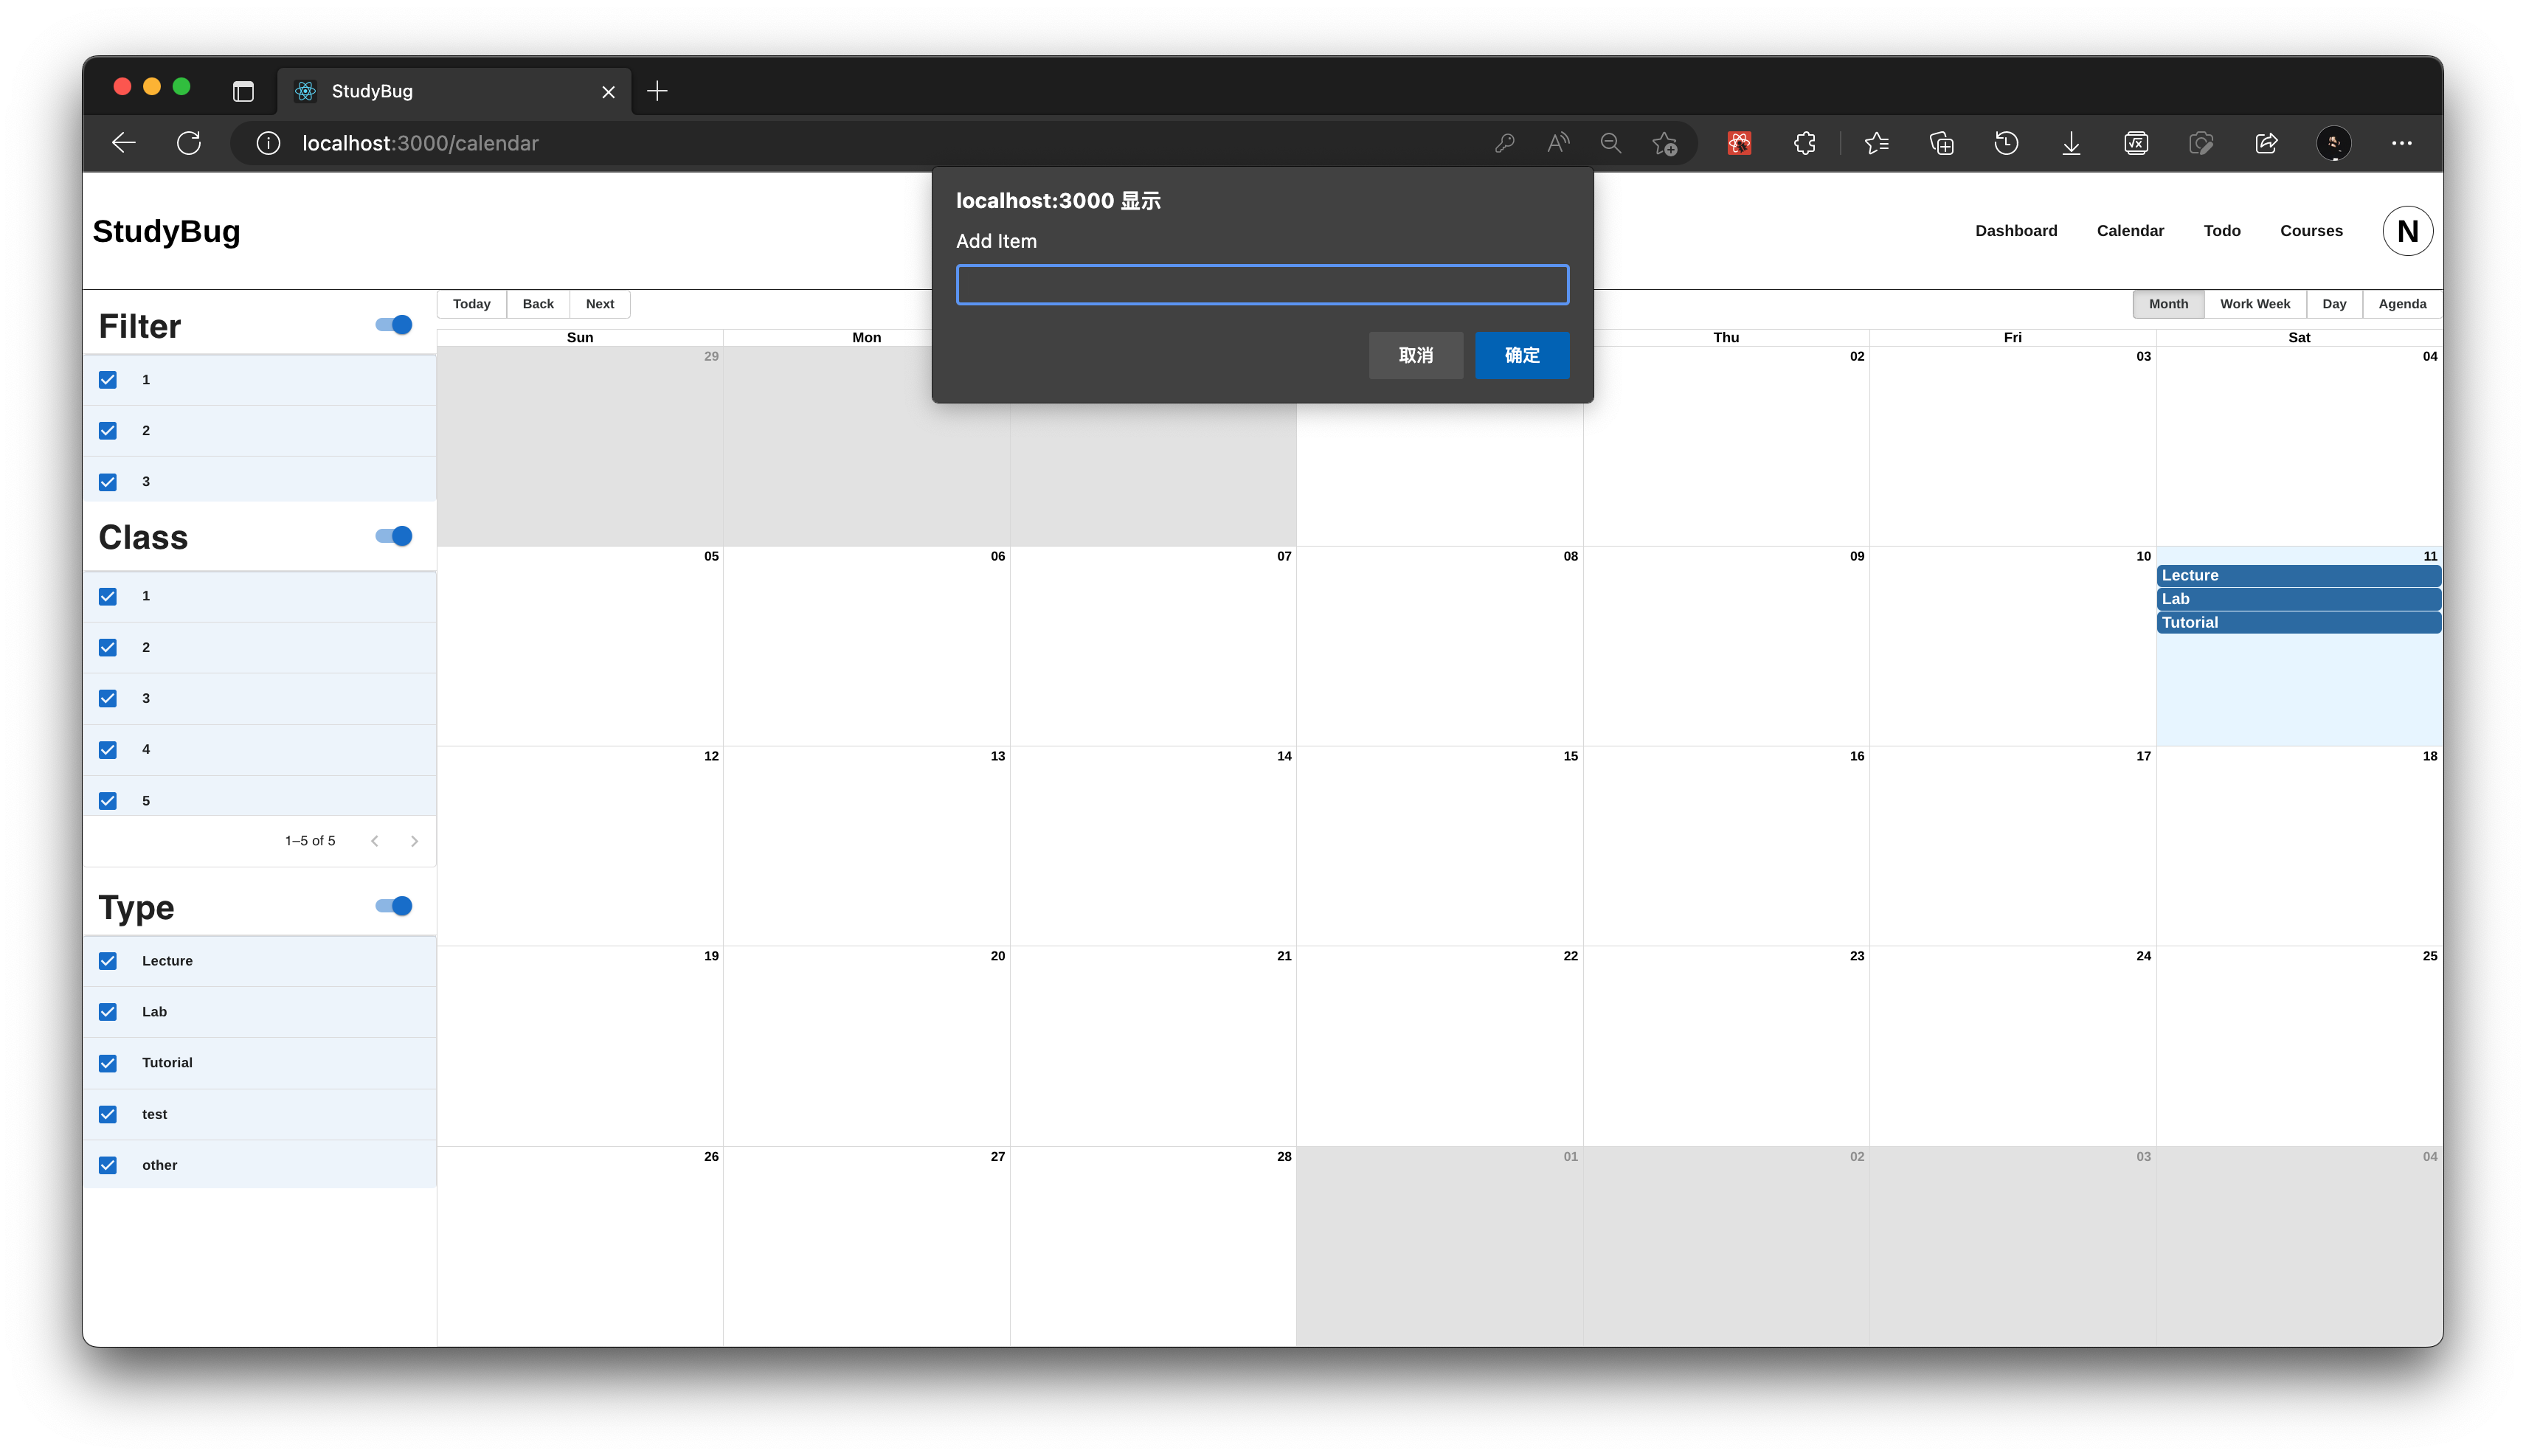 StudyBug
localhost:3000/calendar
localhost:3000 显示
Add Item
取消 确定
StudyBug
Dashboard Calendar Todo Courses N
Filter
1
2
3
Class
1
2
3
4
5
1–5 of 5
Type
Lecture
Lab
Tutorial
test
other
Today Back Next
Month Work Week Day Agenda
Sun Mon Thu Fri Sat
29 02 03 04
05 06 07 08 09 10 11
Lecture
Lab
Tutorial
12 13 14 15 16 17 18
19 20 21 22 23 24 25
26 27 28 01 02 03 04